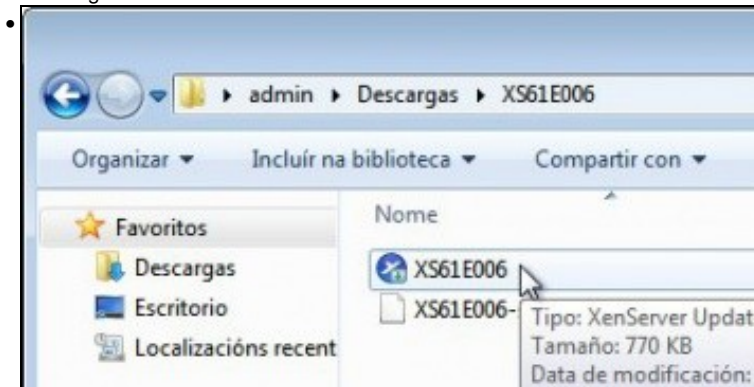 admin Descargas XS61E006
Organizar Incluír na biblioteca Compartir con
Favoritos
Descargas
Escritorio
Localizacións recent
Nome
XS61E006
XS61E006-
Tipo: XenServer Updat
Tamaño: 770 KB
Data de modificación: